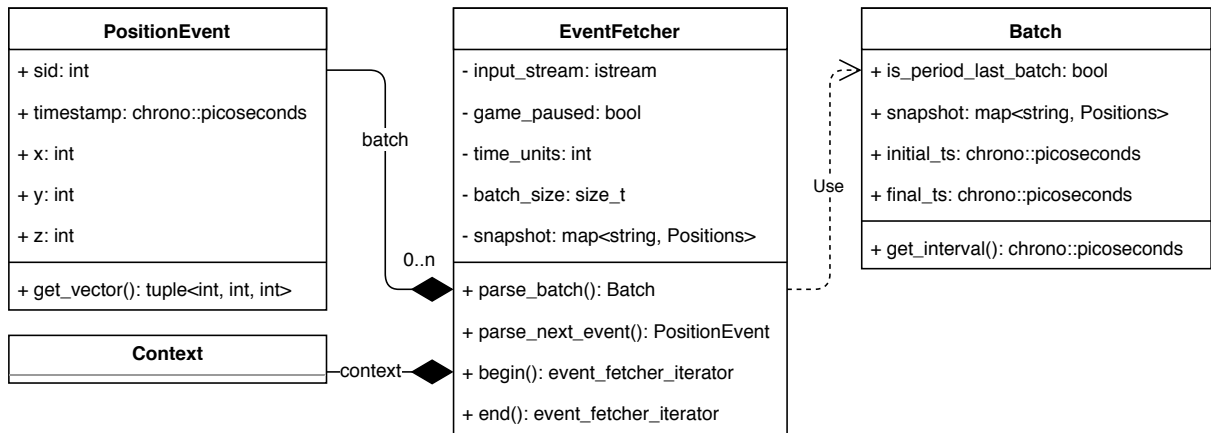 PositionEvent
+ sid: int
+ timestamp: chrono::picoseconds
+ x: int
+ y: int
+ z: int
+ get_vector(): tuple<int, int, int>
Context
batch
0..n
context
EventFetcher
- input_stream: istream
- game_paused: bool
- time_units: int
- batch_size: size_t
- snapshot: map<string, Positions>
+ parse_batch(): Batch
+ parse_next_event(): PositionEvent
+ begin(): event_fetcher_iterator
+ end(): event_fetcher_iterator
Use
Batch
+ is_period_last_batch: bool
+ snapshot: map<string, Positions>
+ initial_ts: chrono::picoseconds
+ final_ts: chrono::picoseconds
+ get_interval(): chrono::picoseconds